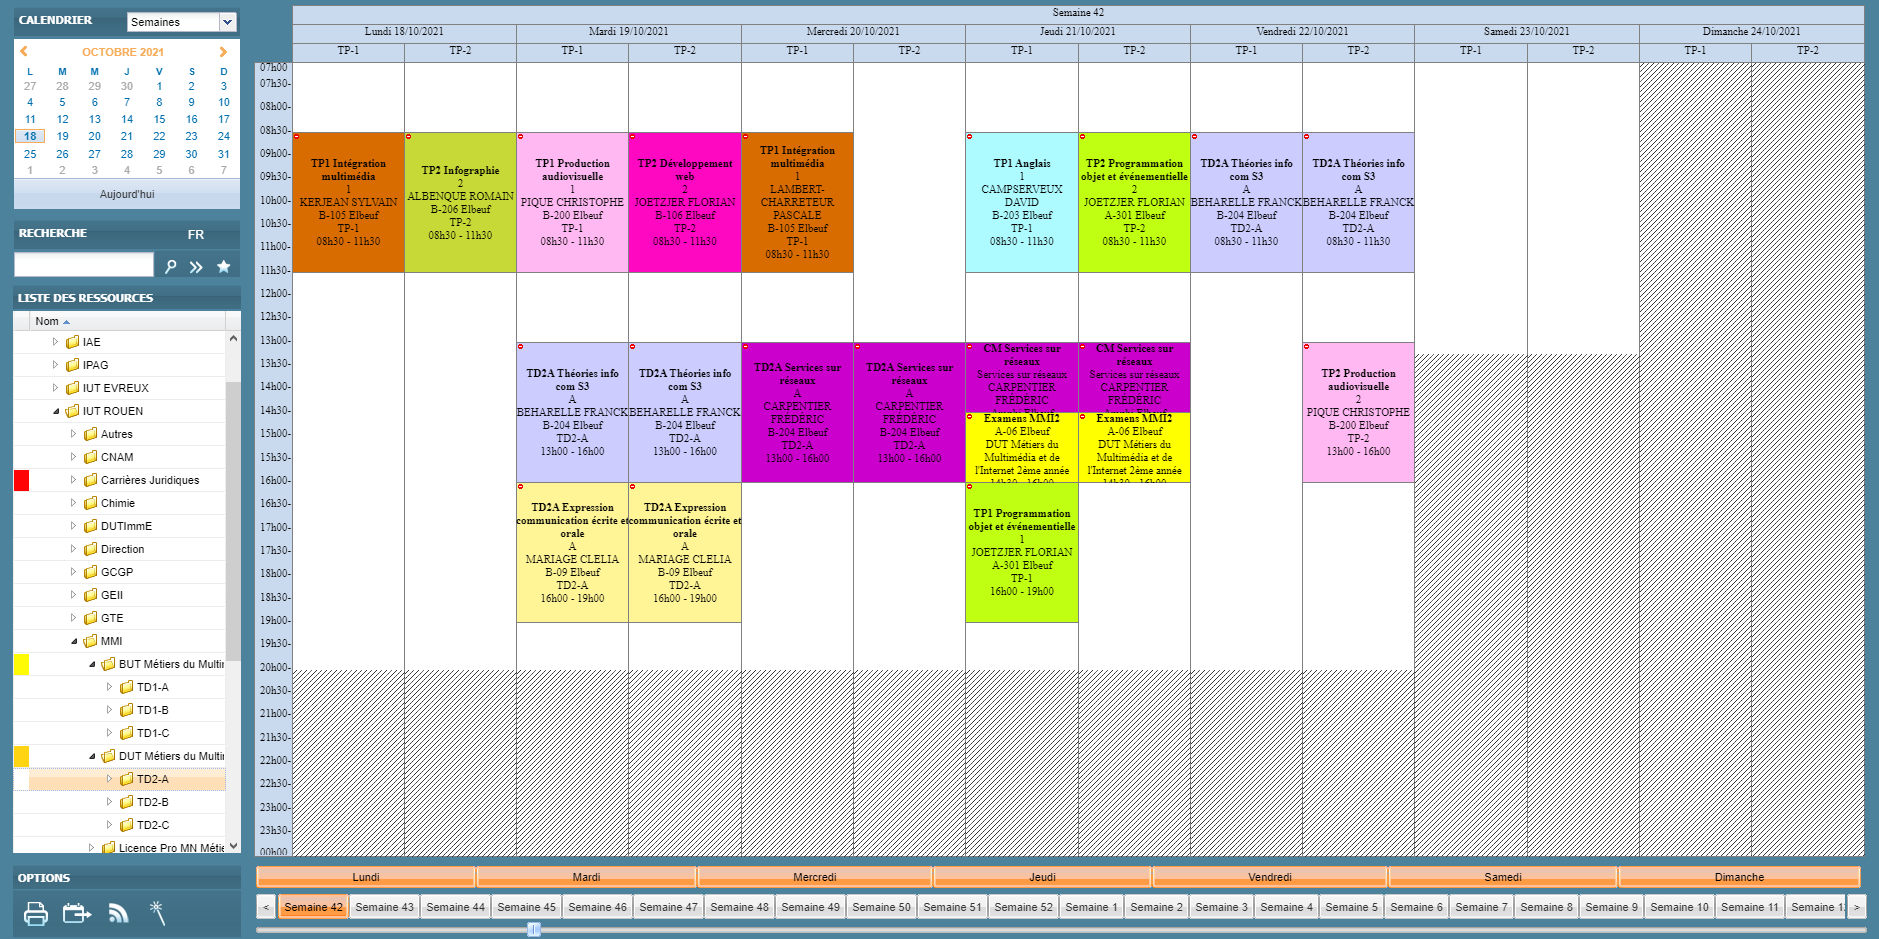 CALENDRIER
Semaines
OCTOBRE 2021
L M M J V S D
27 28 29 30 1 2 3
4 5 6 7 8 9 10
11 12 13 14 15 16 17
18 19 20 21 22 23 24
25 26 27 28 29 30 31
1 2 3 4 5 6 7
Aujourd'hui
RECHERCHE FR
LISTE DES RESSOURCES
Nom
IAE
IPAG
IUT EVREUX
IUT ROUEN
Autres
CNAM
Carrières Juridiques
Chimie
DUTImmE
Direction
GCGP
GEII
GTE
MMI
BUT Métiers du Multi
TD1-A
TD1-B
TD1-C
DUT Métiers du Multi
TD2-A
TD2-B
TD2-C
Licence Pro MN Métie
OPTIONS
Semaine 42
Lundi 18/10/2021 Mardi 19/10/2021 Mercredi 20/10/2021 Jeudi 21/10/2021 Vendredi 22/10/2021 Samedi 23/10/2021 Dimanche 24/10/2021
TP-1 TP-2 TP-1 TP-2 TP-1 TP-2 TP-1 TP-2 TP-1 TP-2 TP-1 TP-2 TP-1 TP-2
07h00
07h30-
08h00-
08h30-
09h00-
09h30-
10h00-
10h30-
11h00-
11h30-
12h00-
12h30-
13h00-
13h30-
14h00-
14h30-
15h00-
15h30-
16h00-
16h30-
17h00-
17h30-
18h00-
18h30-
19h00-
19h30-
20h00-
20h30-
21h00-
21h30-
22h00-
22h30-
23h00-
23h30-
00h00
TP1 Intégration
multimédia
1
KERJEAN SYLVAIN
B-105 Elbeuf
TP-1
08h30 - 11h30
TP2 Infographie
2
ALBENQUE ROMAIN
B-206 Elbeuf
TP-2
08h30 - 11h30
TP1 Production
audiovisuelle
1
PIQUE CHRISTOPHE
B-200 Elbeuf
TP-1
08h30 - 11h30
TP2 Développement
web
2
JOETZJER FLORIAN
B-106 Elbeuf
TP-2
08h30 - 11h30
TP1 Intégration
multimédia
1
LAMBERT-
CHARRETEUR
PASCALE
B-105 Elbeuf
TP-1
08h30 - 11h30
TP1 Anglais
1
CAMPSERVEUX
DAVID
B-203 Elbeuf
TP-1
08h30 - 11h30
TP2 Programmation
objet et événementielle
2
JOETZJER FLORIAN
A-301 Elbeuf
TP-2
08h30 - 11h30
TD2A Théories info
com S3
A
BEHARELLE FRANCK
B-204 Elbeuf
TD2-A
08h30 - 11h30
TD2A Théories info
com S3
A
BEHARELLE FRANCK
B-204 Elbeuf
TD2-A
08h30 - 11h30
TD2A Théories info
com S3
A
BEHARELLE FRANCK
B-204 Elbeuf
TD2-A
13h00 - 16h00
TD2A Théories info
com S3
A
BEHARELLE FRANCK
B-204 Elbeuf
TD2-A
13h00 - 16h00
TD2A Services sur
réseaux
A
CARPENTIER
FRÉDÉRIC
B-204 Elbeuf
TD2-A
13h00 - 16h00
TD2A Services sur
réseaux
A
CARPENTIER
FRÉDÉRIC
B-204 Elbeuf
TD2-A
13h00 - 16h00
CM Services sur
réseaux
Services sur réseaux
CARPENTIER
FRÉDÉRIC
CM Services sur
réseaux
Services sur réseaux
CARPENTIER
FRÉDÉRIC
Examens MMI2
A-06 Elbeuf
DUT Métiers du
Multimédia et de
l'Internet 2ème année
14h30 - 16h00
Examens MMI2
A-06 Elbeuf
DUT Métiers du
Multimédia et de
l'Internet 2ème année
14h30 - 16h00
TP2 Production
audiovisuelle
2
PIQUE CHRISTOPHE
B-200 Elbeuf
TP-2
13h00 - 16h00
TD2A Expression
communication écrite et
orale
A
MARIAGE CLELIA
B-09 Elbeuf
TD2-A
16h00 - 19h00
TD2A Expression
communication écrite et
orale
A
MARIAGE CLELIA
B-09 Elbeuf
TD2-A
16h00 - 19h00
TP1 Programmation
objet et événementielle
1
JOETZJER FLORIAN
A-301 Elbeuf
TP-1
16h00 - 19h00
Lundi Mardi Mercredi Jeudi Vendredi Samedi Dimanche
< Semaine 42 Semaine 43 Semaine 44 Semaine 45 Semaine 46 Semaine 47 Semaine 48 Semaine 49 Semaine 50 Semaine 51 Semaine 52 Semaine 1 Semaine 2 Semaine 3 Semaine 4 Semaine 5 Semaine 6 Semaine 7 Semaine 8 Semaine 9 Semaine 10 Semaine 11 Semaine 1 >